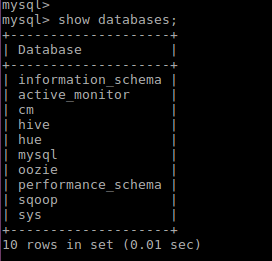 mysql>
mysql> show databases;
+--------------------+
| Database           |
+--------------------+
| information_schema |
| active_monitor     |
| cm                 |
| hive               |
| hue                |
| mysql              |
| oozie              |
| performance_schema |
| sqoop              |
| sys                |
+--------------------+
10 rows in set (0.01 sec)